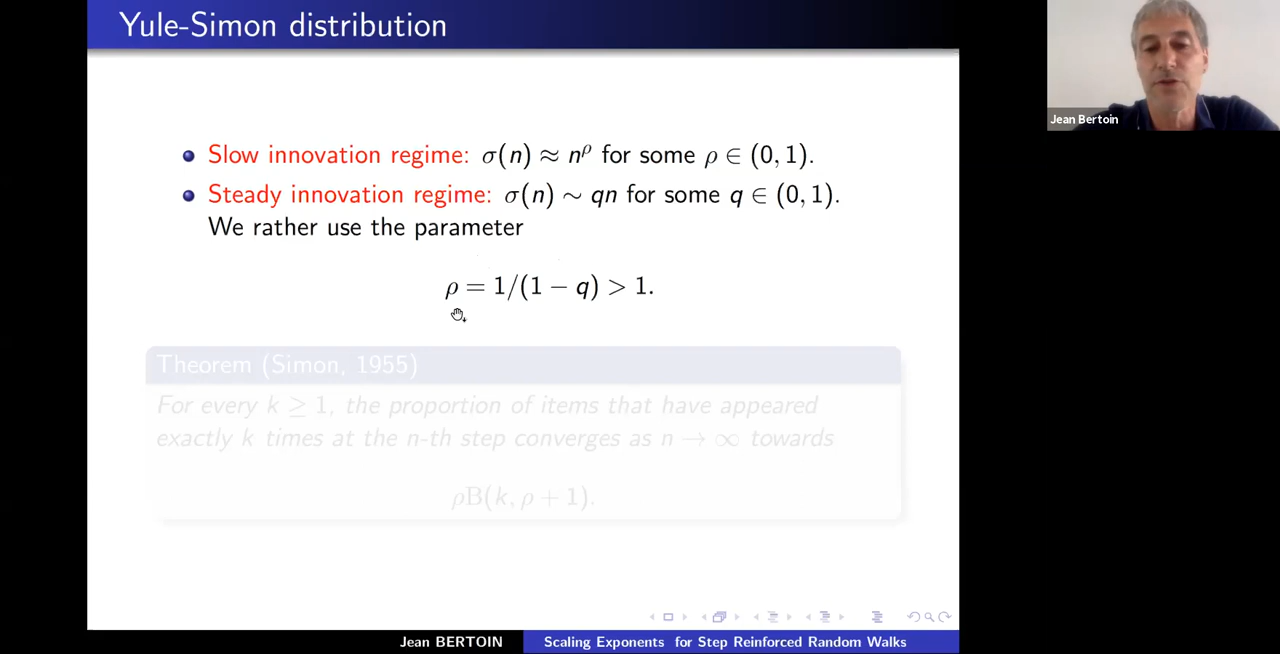 Yule-Simon distribution
Jean Bertoin
Slow innovation regime: σ(n) ≈ n^ρ for some ρ ∈ (0, 1).
Steady innovation regime: σ(n) ∼ qn for some q ∈ (0, 1).
We rather use the parameter
ρ = 1/(1 − q) > 1.
Theorem (Simon, 1955)
For every k ≥ 1, the proportion of items that have appeared
exactly k times at the n-th step converges as n → ∞ towards
ρB(k, ρ + 1).
Jean BERTOIN Scaling Exponents for Step Reinforced Random Walks